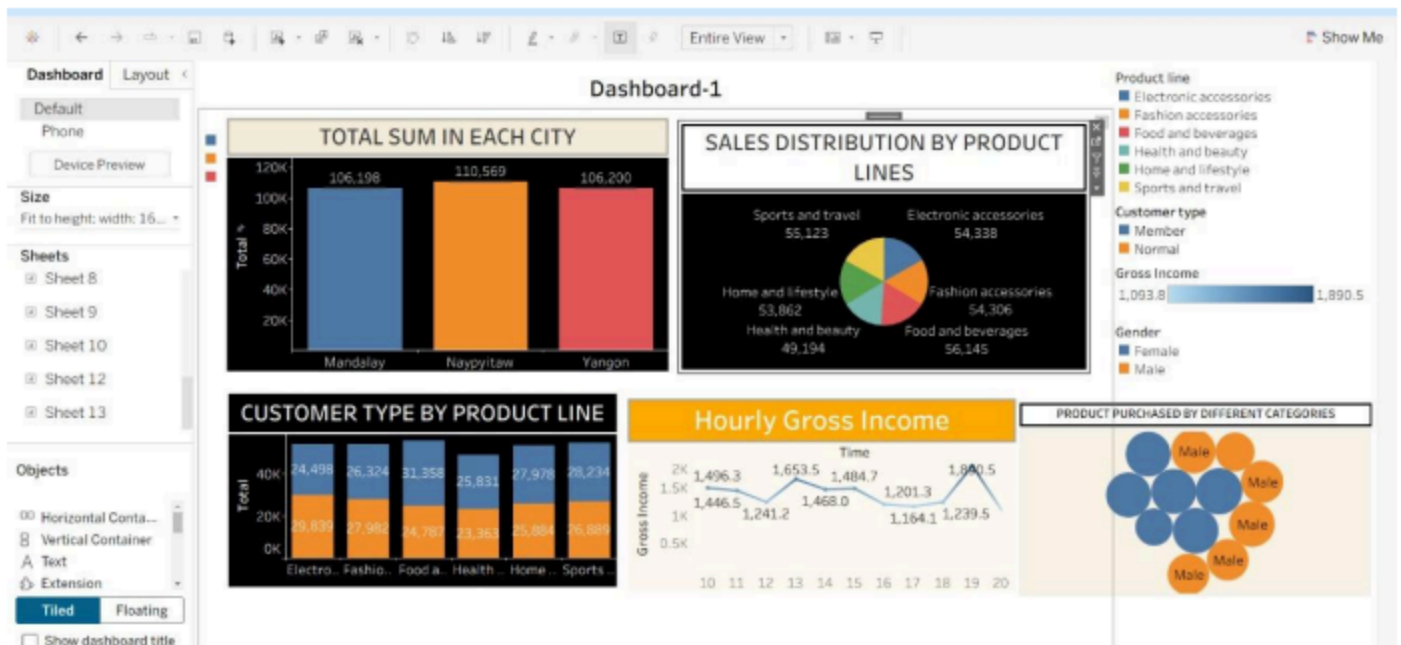 Entire View
Show Me
Dashboard
Layout
Default
Phone
Device Preview
Size
Fit to height: width: 16...
Sheets
Sheet 8
Sheet 9
Sheet 10
Sheet 12
Sheet 13
Objects
Horizontal Conta...
Vertical Container
A Text
Extension
Tiled
Floating
Show dashboard title
Dashboard-1
TOTAL SUM IN EACH CITY
120K
100K
80K
60K
40K
20K
Total
106,198
110,569
106,200
Mandalay
Naypyitaw
Yangon
SALES DISTRIBUTION BY PRODUCT
LINES
Sports and travel
55,123
Electronic accessories
54,338
Home and lifestyle
53,862
Fashion accessories
54,306
Health and beauty
49,194
Food and beverages
56,145
Product line
Electronic accessories
Fashion accessories
Food and beverages
Health and beauty
Home and lifestyle
Sports and travel
Customer type
Member
Normal
Gross Income
1,093.8
1,890.5
Gender
Female
Male
CUSTOMER TYPE BY PRODUCT LINE
Total
40K
20K
0K
24,498
26,324
31,358
25,831
27,978
28,234
29,839
27,982
24,787
23,363
25,884
26,889
Electro..
Fashio..
Food a..
Health ..
Home ..
Sports ..
Hourly Gross Income
Time
Gross Income
2K
1.5K
1K
0.5K
1,496.3
1,446.5
1,241.2
1,653.5
1,468.0
1,484.7
1,201.3
1,164.1
1,239.5
1,890.5
10 11 12 13 14 15 16 17 18 19 20
PRODUCT PURCHASED BY DIFFERENT CATEGORIES
Male
Male
Male
Male
Male